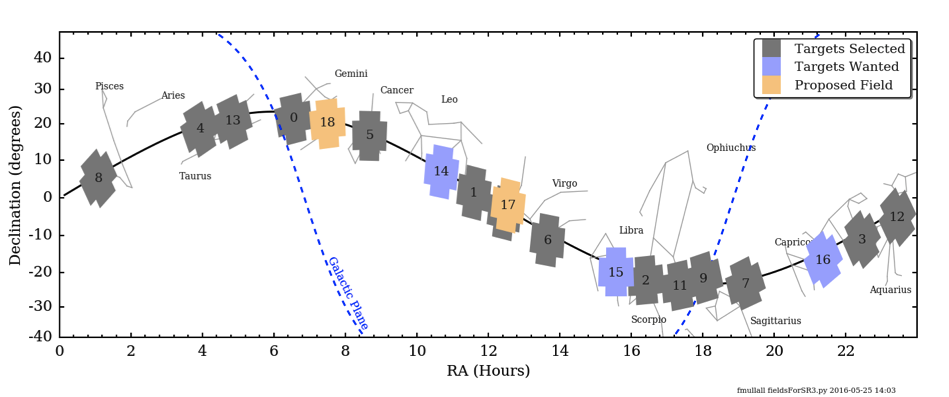 Targets Selected
Targets Wanted
Proposed Field
Pisces
Aries
Taurus
Gemini
Cancer
Leo
Virgo
Libra
Scorpio
Ophiuchus
Sagittarius
Capric
Aquarius
Galactic Plane
8
4
13
0
18
5
14
1
17
6
15
2
11
9
7
16
3
12
40
30
20
10
0
-10
-20
-30
-40
Declination (degrees)
0 2 4 6 8 10 12 14 16 18 20 22
RA (Hours)
fmullall fieldsForSR3.py 2016-05-25 14:03